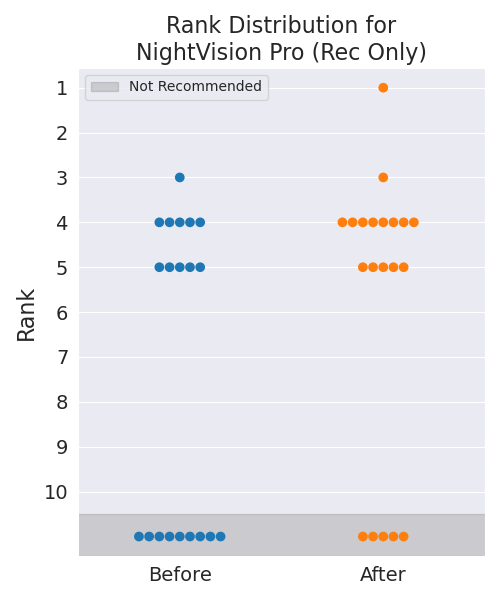 Rank Distribution for
NightVision Pro (Rec Only)
Not Recommended
1
2
3
4
5
6
7
8
9
10
Rank
Before
After